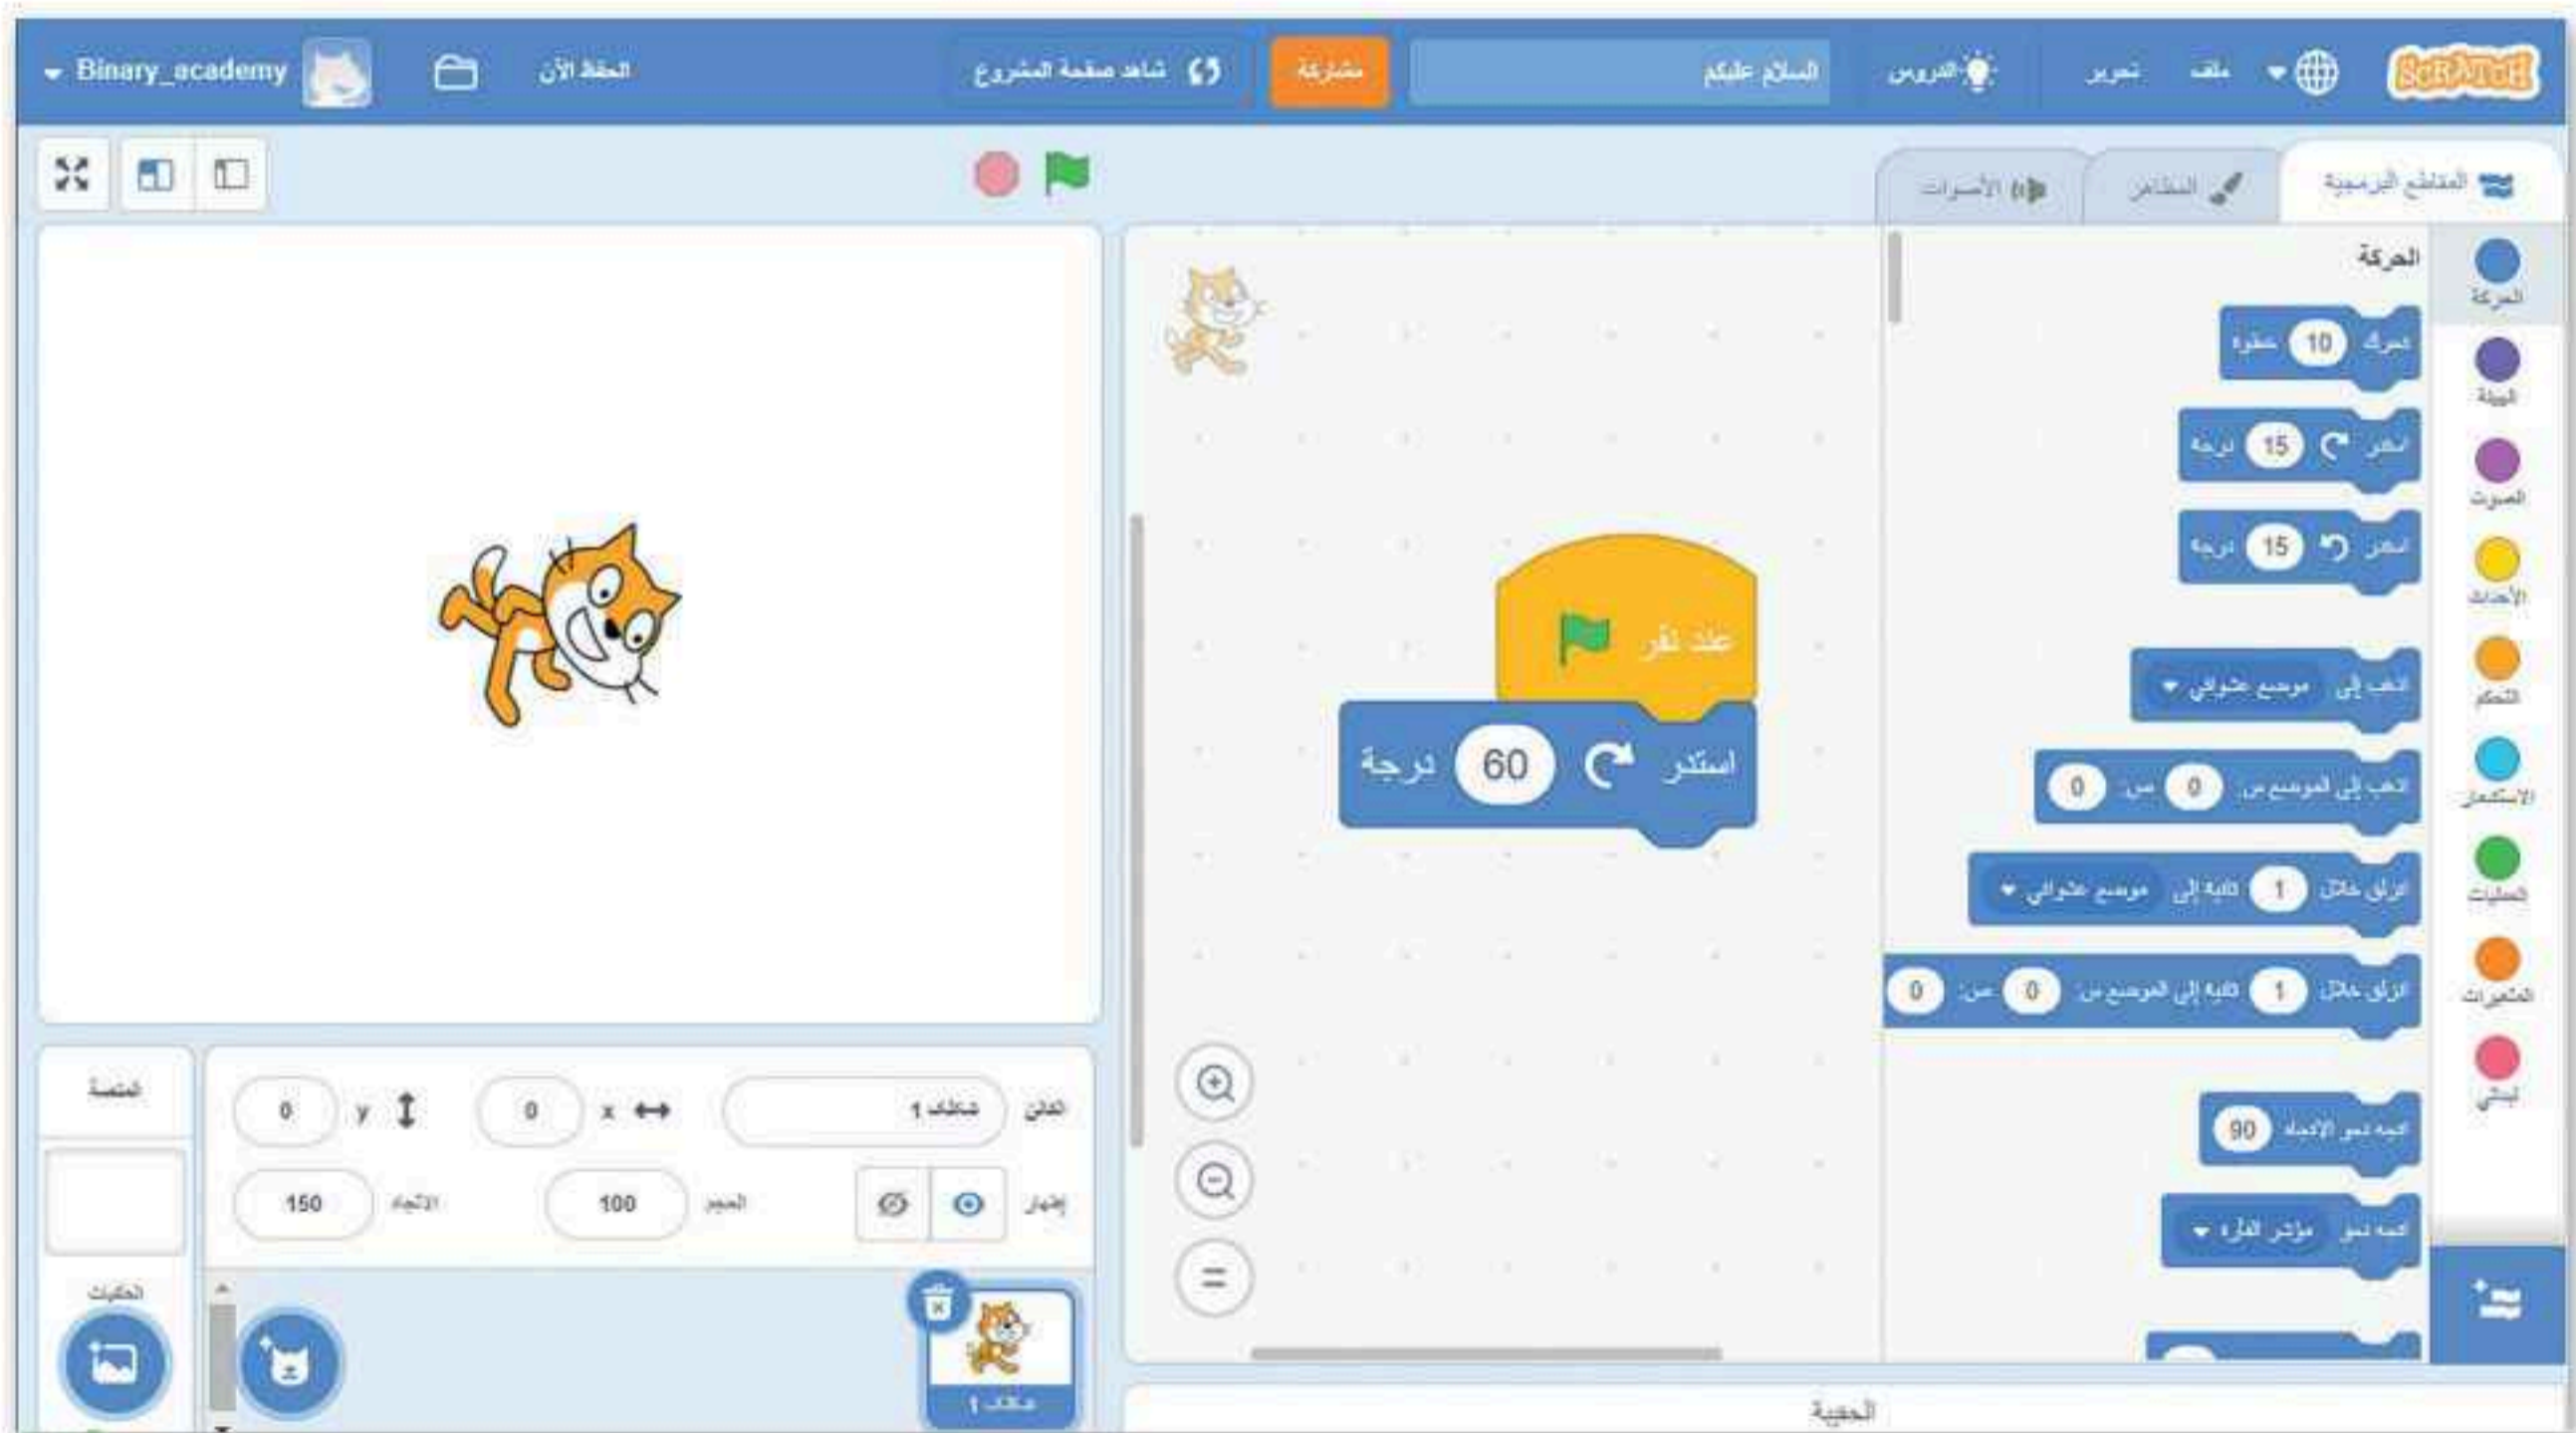 SCRATCH ملف تحرير الدروس السلام عليكم مشاركة شاهد صفحة المشروع الحفظ الآن Binary_academy
المقاطع البرمجية المظاهر الأصوات
الحركة
الحركة
الهيئة
الصوت
الأحداث
التحكم
الاستشعار
العمليات
المتغيرات
لبناتي
تحرك 10 خطوة
استدر 15 درجة
استدر 15 درجة
اذهب إلى موضع عشوائي
اذهب إلى الموضع س: 0 ص: 0
انزلق خلال 1 ثانية إلى موضع عشوائي
انزلق خلال 1 ثانية إلى الموضع س: 0 ص: 0
اتجه نحو الاتجاه 90
اتجه نحو مؤشر الفأرة
عند نقر
استدر 60 درجة
الحقيبة
الكائن 1 x 0 y 0
إظهار الحجم 100 الاتجاه 150
1
المنصة
الخلفيات